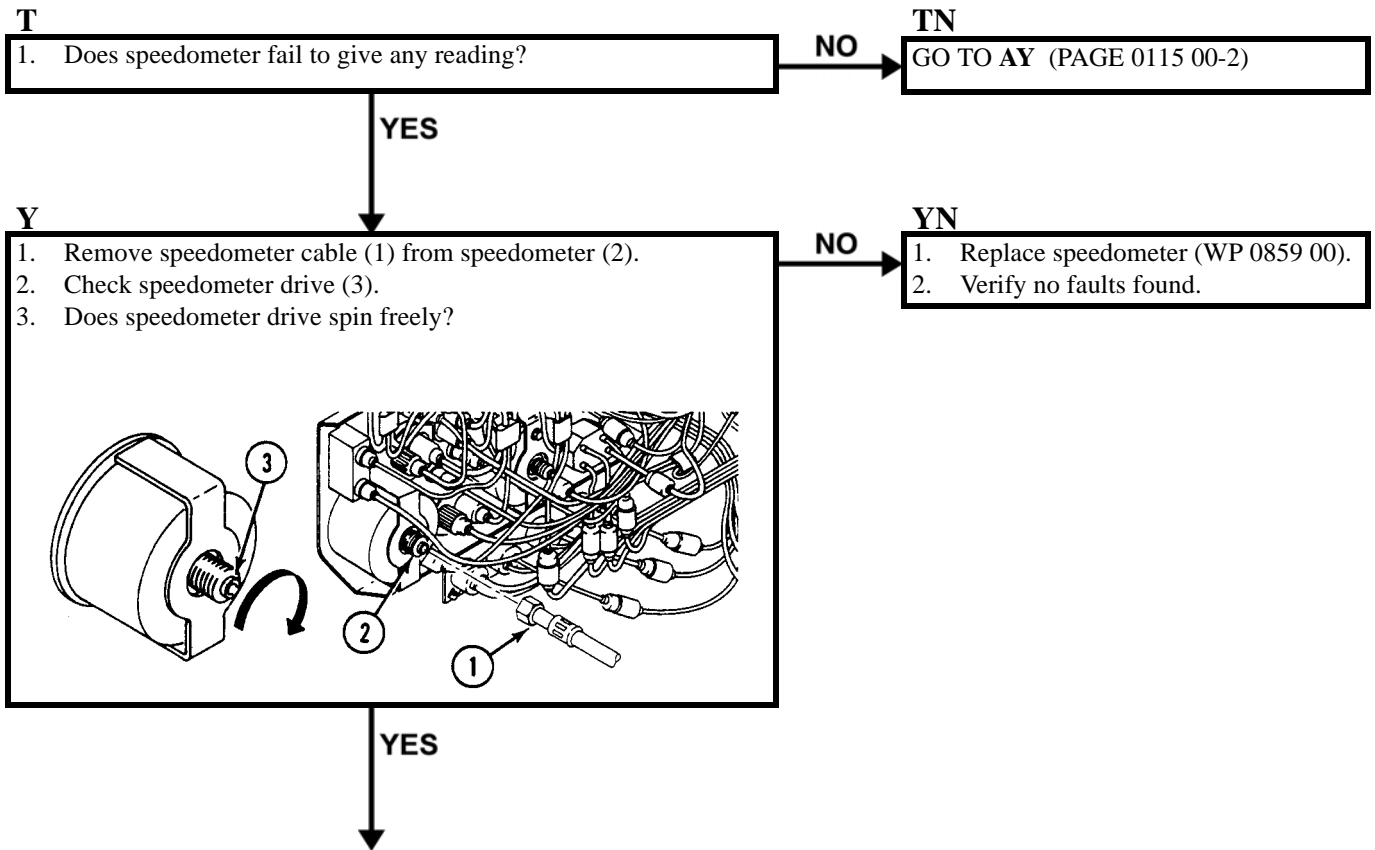 T
1. Does speedometer fail to give any reading?
NO
TN
GO TO AY (PAGE 0115 00-2)
YES
Y
1. Remove speedometer cable (1) from speedometer (2).
2. Check speedometer drive (3).
3. Does speedometer drive spin freely?
NO
YN
1. Replace speedometer (WP 0859 00).
2. Verify no faults found.
3
2
1
YES